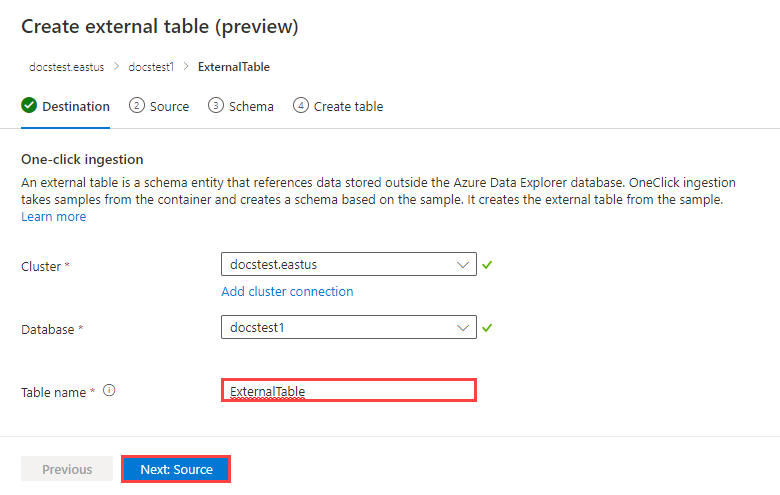 Create external table (preview)
docstest.eastus > docstest1 > ExternalTable
Destination 2 Source 3 Schema 4 Create table
One-click ingestion
An external table is a schema entity that references data stored outside the Azure Data Explorer database. OneClick ingestion
takes samples from the container and creates a schema based on the sample. It creates the external table from the sample.
Learn more
Cluster * docstest.eastus
Add cluster connection
Database * docstest1
Table name * ExternalTable
Previous Next: Source